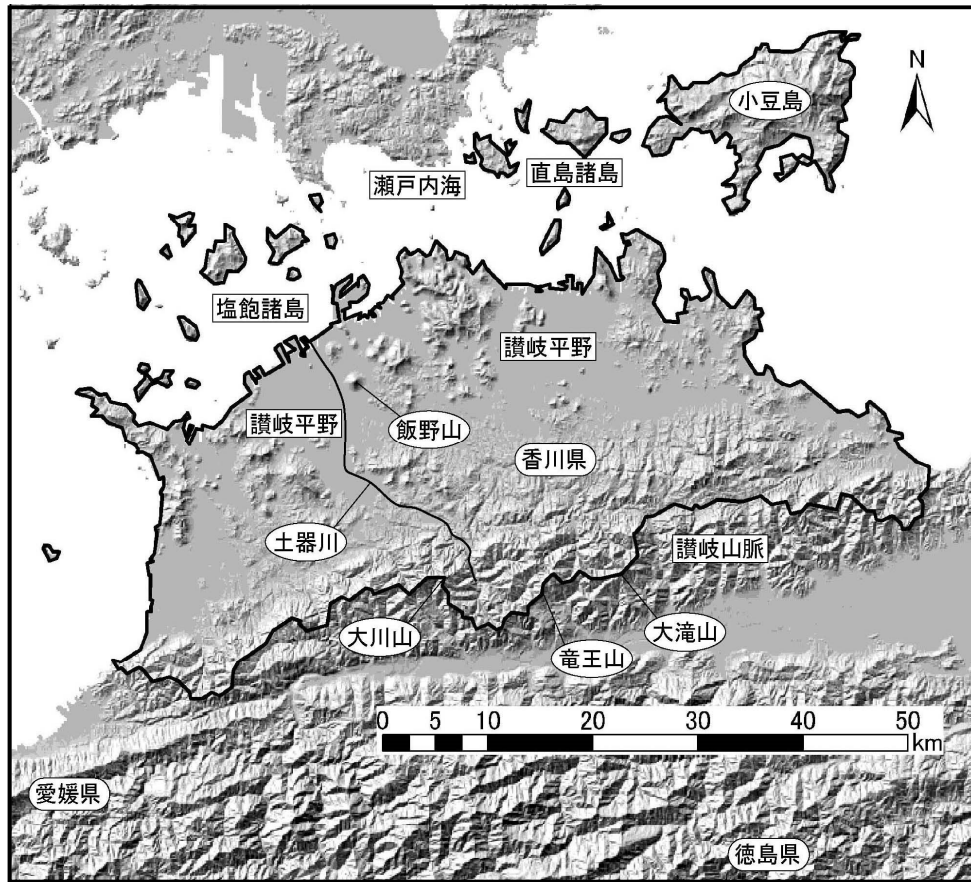 N
小豆島
直島諸島
瀬戸内海
塩飽諸島
讃岐平野
讃岐平野
飯野山
香川県
土器川
讃岐山脈
大川山
大滝山
竜王山
0 5 10 20 30 40 50
km
愛媛県
徳島県